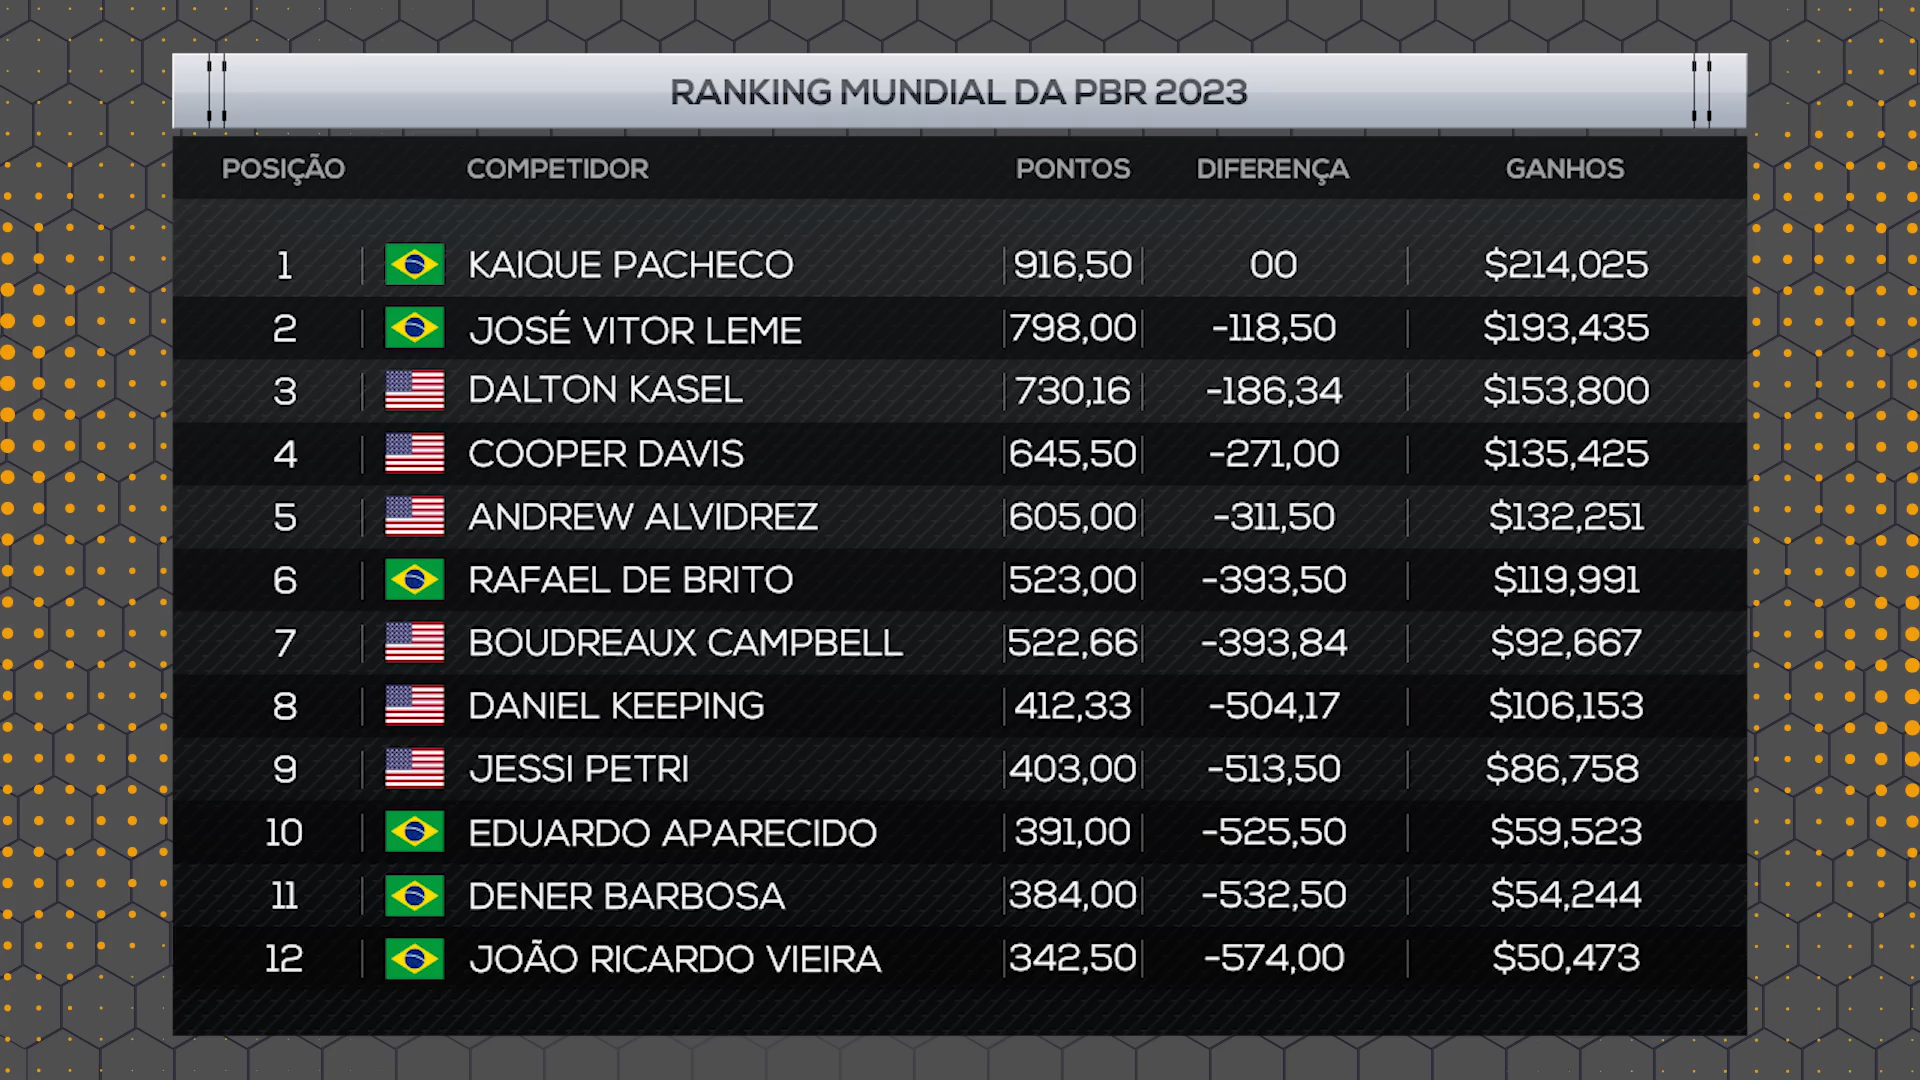 RANKING MUNDIAL DA PBR 2023
POSIÇÃO COMPETIDOR PONTOS DIFERENÇA GANHOS
1 KAIQUE PACHECO 916,50 00 $214,025
2 JOSÉ VITOR LEME 798,00 -118,50 $193,435
3 DALTON KASEL 730,16 -186,34 $153,800
4 COOPER DAVIS 645,50 -271,00 $135,425
5 ANDREW ALVIDREZ 605,00 -311,50 $132,251
6 RAFAEL DE BRITO 523,00 -393,50 $119,991
7 BOUDREAUX CAMPBELL 522,66 -393,84 $92,667
8 DANIEL KEEPING 412,33 -504,17 $106,153
9 JESSI PETRI 403,00 -513,50 $86,758
10 EDUARDO APARECIDO 391,00 -525,50 $59,523
11 DENER BARBOSA 384,00 -532,50 $54,244
12 JOÃO RICARDO VIEIRA 342,50 -574,00 $50,473